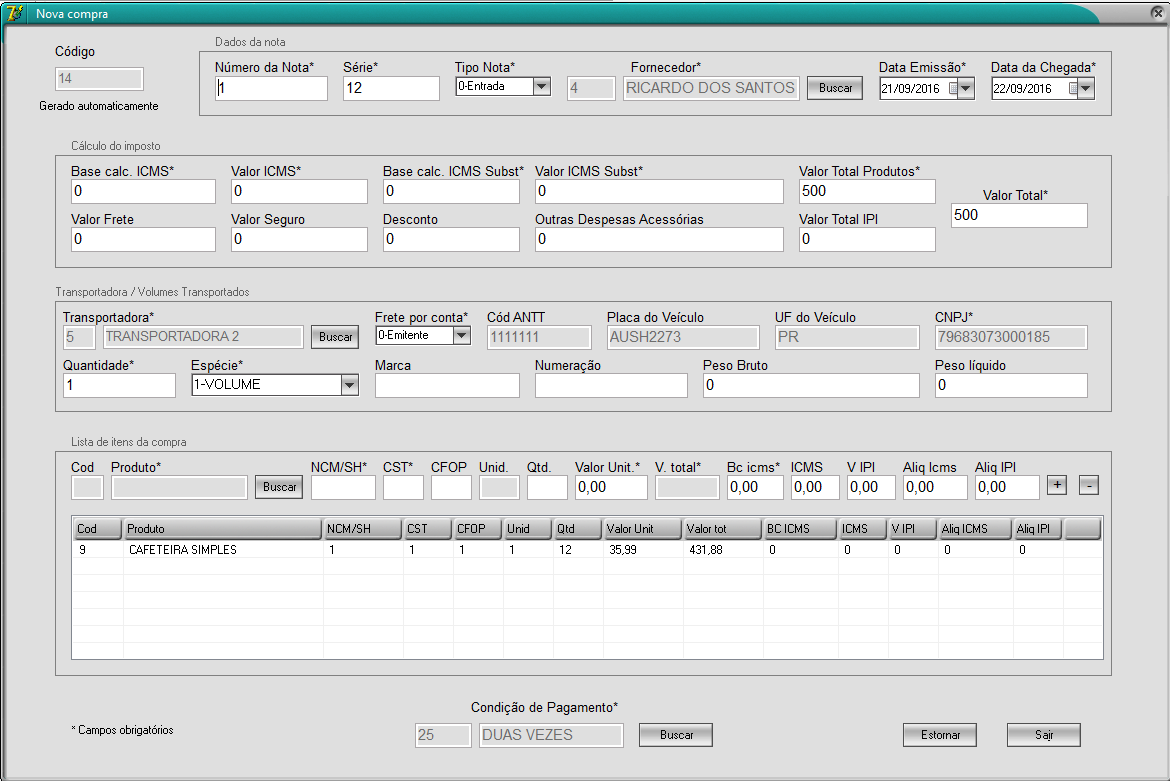 Nova compra
Código
14
Gerado automaticamente
Dados da nota
Número da Nota* Série* Tipo Nota* Fornecedor* Data Emissão* Data da Chegada*
1 12 0-Entrada 4 RICARDO DOS SANTOS Buscar 21/09/2016 22/09/2016
Cálculo do imposto
Base calc. ICMS* Valor ICMS* Base calc. ICMS Subst* Valor ICMS Subst* Valor Total Produtos*
0 0 0 0 500
Valor Total*
500
Valor Frete Valor Seguro Desconto Outras Despesas Acessórias Valor Total IPI
0 0 0 0 0
Transportadora / Volumes Transportados
Transportadora* Frete por conta* Cód ANTT Placa do Veículo UF do Veículo CNPJ*
5 TRANSPORTADORA 2 Buscar 0-Emitente 1111111 AUSH2273 PR 79683073000185
Quantidade* Espécie* Marca Numeração Peso Bruto Peso líquido
1 1-VOLUME 0 0
Lista de itens da compra
Cod Produto* NCM/SH* CST* CFOP Unid. Qtd. Valor Unit.* V. total* Bc icms* ICMS V IPI Aliq Icms Aliq IPI
Buscar 0,00 0,00 0,00 0,00 0,00 0,00 + -
Cod Produto NCM/SH CST CFOP Unid Qtd Valor Unit Valor tot BC ICMS ICMS V IPI Aliq ICMS Aliq IPI
9 CAFETEIRA SIMPLES 1 1 1 1 12 35,99 431,88 0 0 0 0 0
Condição de Pagamento*
* Campos obrigatórios 25 DUAS VEZES Buscar Estornar Sair